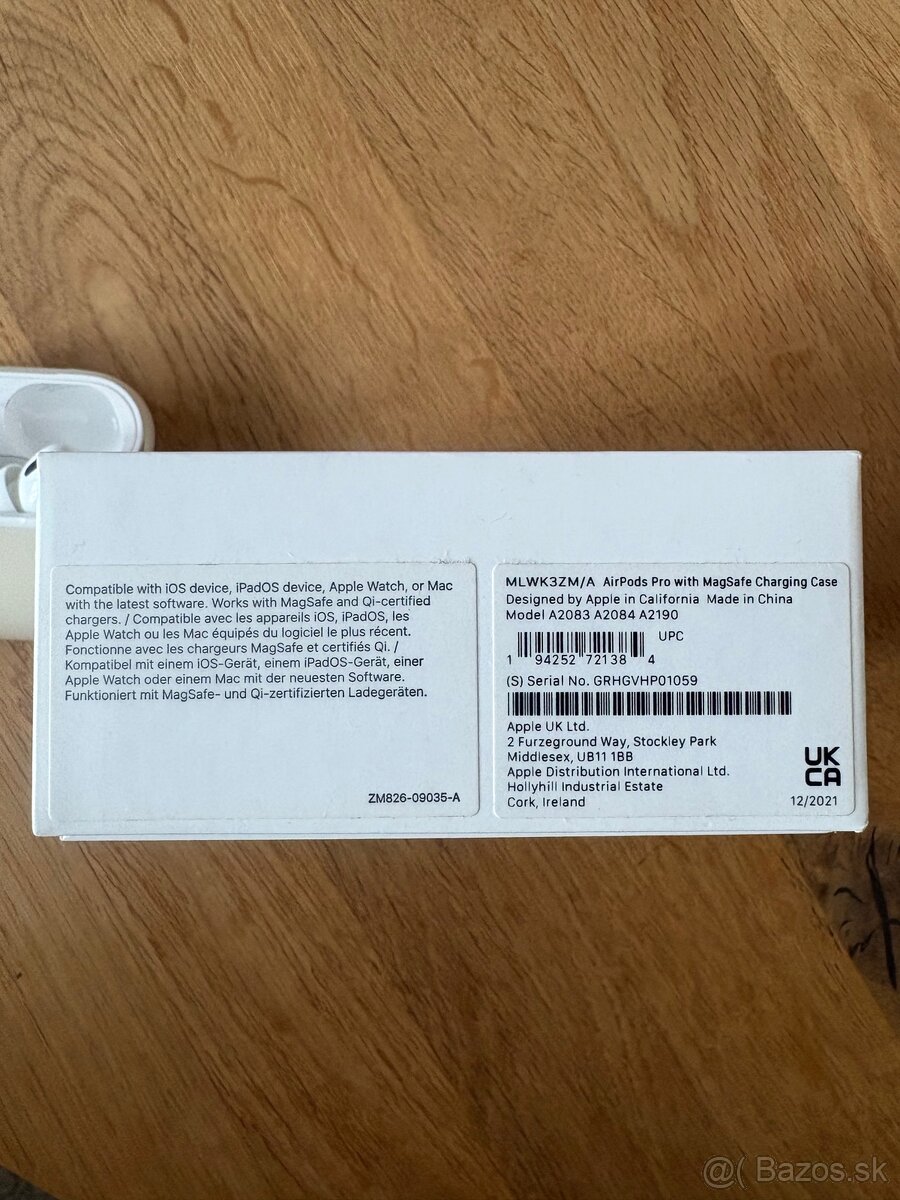 Compatible with iOS device, iPadOS device, Apple Watch, or Mac
with the latest software. Works with MagSafe and Qi-certified
chargers. / Compatible avec les appareils iOS, iPadOS, les
Apple Watch ou les Mac équipés du logiciel le plus récent.
Fonctionne avec les chargeurs MagSafe et certifiés Qi. /
Kompatibel mit einem iOS-Gerät, einem iPadOS-Gerät, einer
Apple Watch oder einem Mac mit der neuesten Software.
Funktioniert mit MagSafe- und Qi-zertifizierten Ladegeräten.
ZM826-09035-A
MLWK3ZM/A AirPods Pro with MagSafe Charging Case
Designed by Apple in California Made in China
Model A2083 A2084 A2190
UPC
1 94252 72138 4
(S) Serial No. GRHGVHP01059
Apple UK Ltd.
2 Furzeground Way, Stockley Park
Middlesex, UB11 1BB
Apple Distribution International Ltd.
Hollyhill Industrial Estate
Cork, Ireland
UK
CA
12/2021
@( Bazos.sk